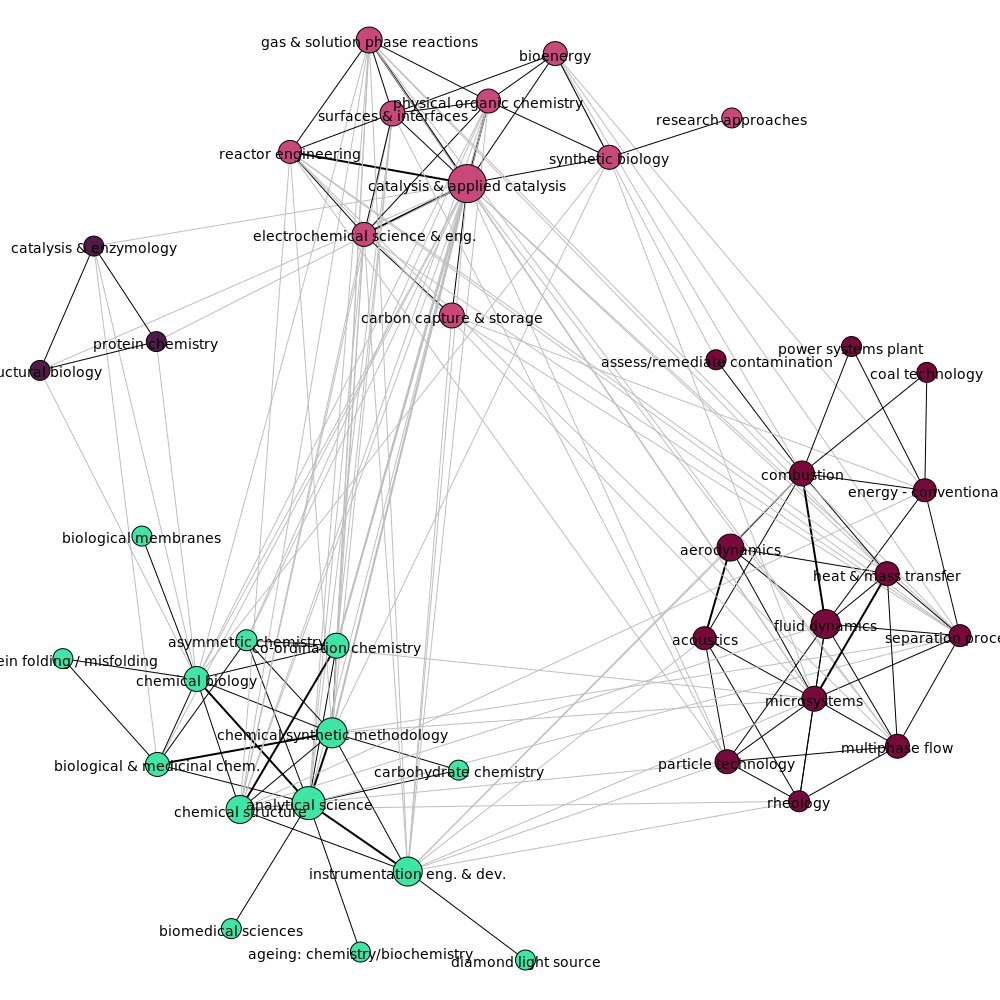 gas & solution phase reactions
bioenergy
physical organic chemistry
surfaces & interfaces
research approaches
reactor engineering
synthetic biology
catalysis & applied catalysis
electrochemical science & eng.
catalysis & enzymology
carbon capture & storage
protein chemistry
power systems plant
assess/remediate contamination
uctural biology
coal technology
combustion
energy - conventiona
biological membranes
aerodynamics
heat & mass transfer
fluid dynamics
separation proce
acoustics
asymmetric chemistry
co-ordination chemistry
ein folding / misfolding
chemical biology
microsystems
chemical synthetic methodology
multiphase flow
biological & medicinal chem.
particle technology
carbohydrate chemistry
rheology
analytical science
chemical structure
instrumentation eng. & dev.
biomedical sciences
ageing: chemistry/biochemistry
diamond light source